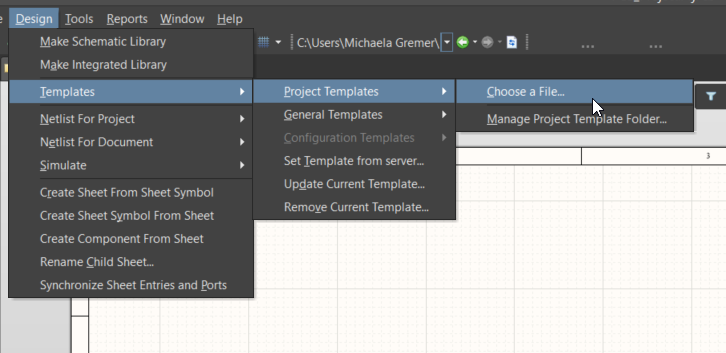 Design Tools Reports Window Help
Make Schematic Library
C:\Users\Michaela Gremer\
Make Integrated Library
Templates
Project Templates
Choose a File...
Netlist For Project
General Templates
Manage Project Template Folder...
Netlist For Document
Configuration Templates
Simulate
Set Template from server...
3
Update Current Template...
Create Sheet From Sheet Symbol
Remove Current Template...
Create Sheet Symbol From Sheet
Create Component From Sheet
Rename Child Sheet...
Synchronize Sheet Entries and Ports